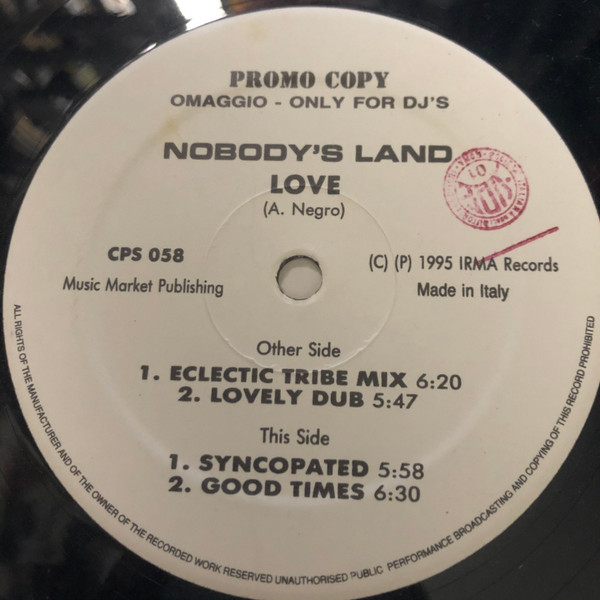 PROMO COPY
OMAGGIO - ONLY FOR DJ'S
NOBODY'S LAND
LOVE
(A. Negro)
CPS 058
Music Market Publishing
(C) (P) 1995 IRMA Records
Made in Italy
Other Side
1. ECLECTIC TRIBE MIX 6:20
2. LOVELY DUB 5:47
This Side
1. SYNCOPATED 5:58
2. GOOD TIMES 6:30
ALL RIGHTS OF THE MANUFACTURER AND OF THE OWNER OF THE RECORDED WORK RESERVED UNAUTHORISED PUBLIC PERFORMANCE BROADCASTING AND COPYING OF THIS RECORD PROHIBITED